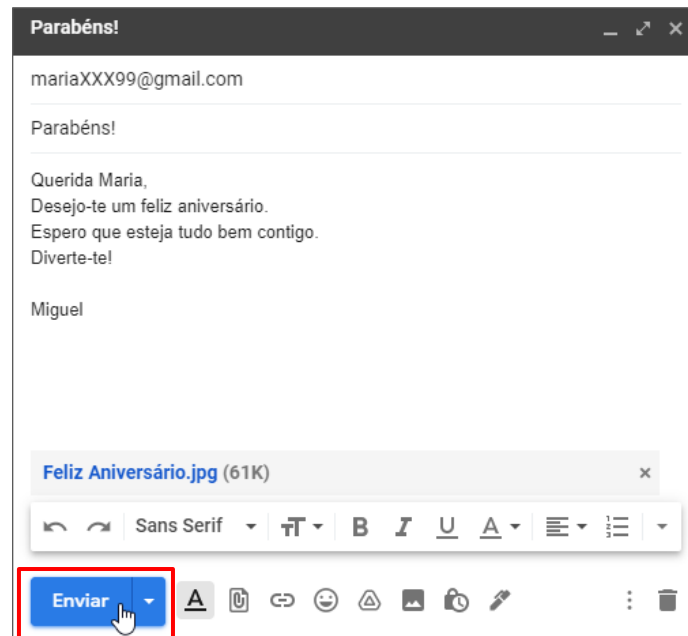 Parabéns!
mariaXXX99@gmail.com
Parabéns!
Querida Maria,
Desejo-te um feliz aniversário.
Espero que esteja tudo bem contigo.
Diverte-te!
Miguel
Feliz Aniversário.jpg (61K)
Sans Serif
Enviar